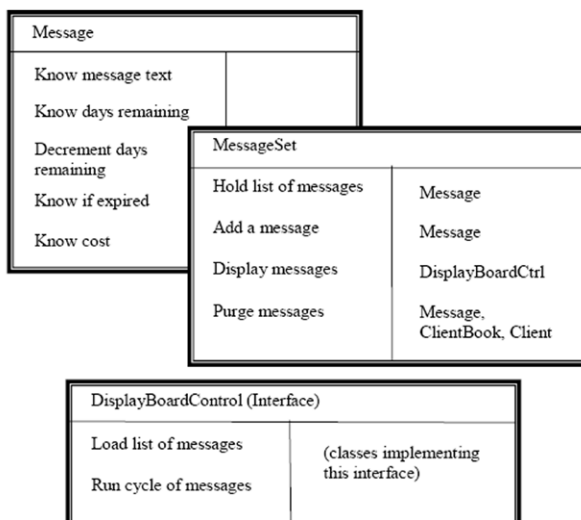 Message
Know message text
Know days remaining
Decrement days
remaining
Know if expired
Know cost
MessageSet
Hold list of messages
Message
Add a message
Message
Display messages
DisplayBoardCtrl
Purge messages
Message,
ClientBook, Client
DisplayBoardControl (Interface)
Load list of messages
(classes implementing
this interface)
Run cycle of messages